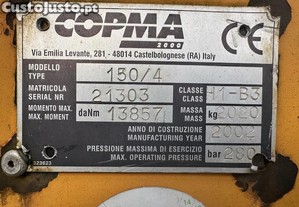 CustoJusto.pt
COPMA
2000
CE
Via Emilia Levante, 281 - 48014 Castelbolognese (RA) Italy
MODELLO TYPE 150/4
MATRICOLA SERIAL NR 21303 CLASSE CLASS H1-B3
MOMENTO MAX. MAX. MOMENT daNm 13857 MASSA MASS kg 2020
ANNO DI COSTRUZIONE MANUFACTURING YEAR 2002
PRESSIONE MASSIMA DI ESERCIZIO MAX. OPERATING PRESSURE bar
023623